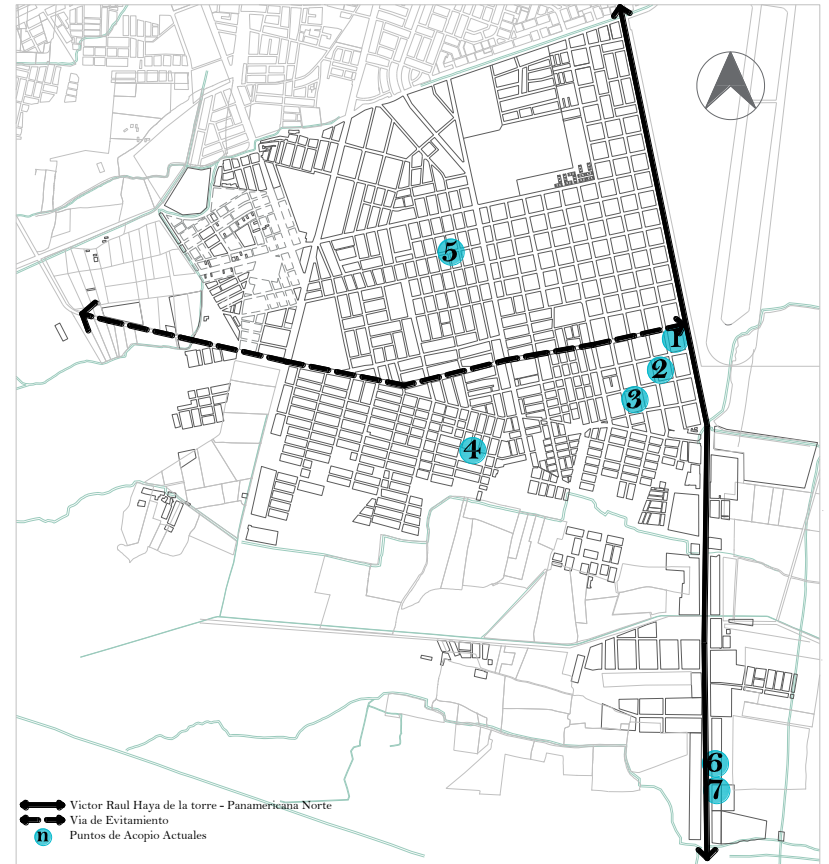 5
1
2
3
4
6
7
Victor Raul Haya de la torre - Panamericana Norte
Via de Evitamiento
n Puntos de Acopio Actuales